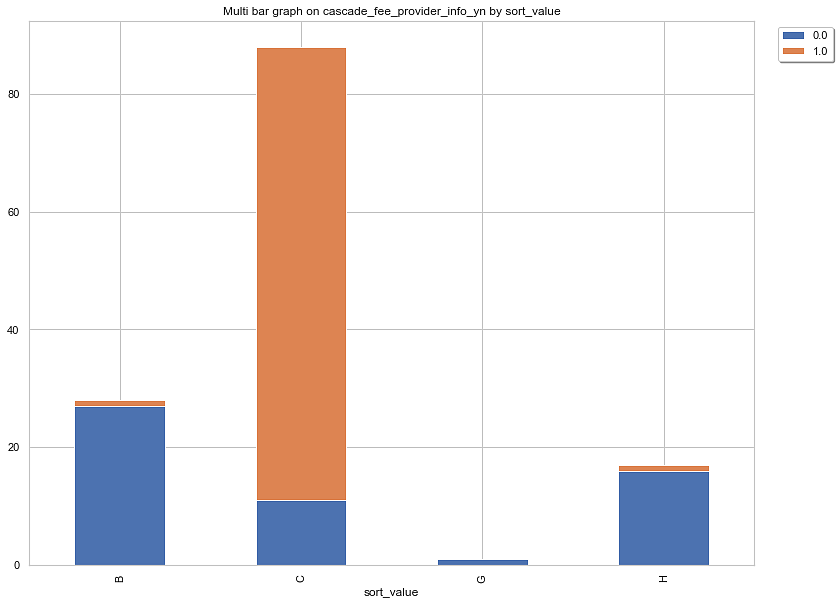 Multi bar graph on cascade_fee_provider_info_yn by sort_value
0.0
1.0
80
60
40
20
0
B
C
G
H
sort_value